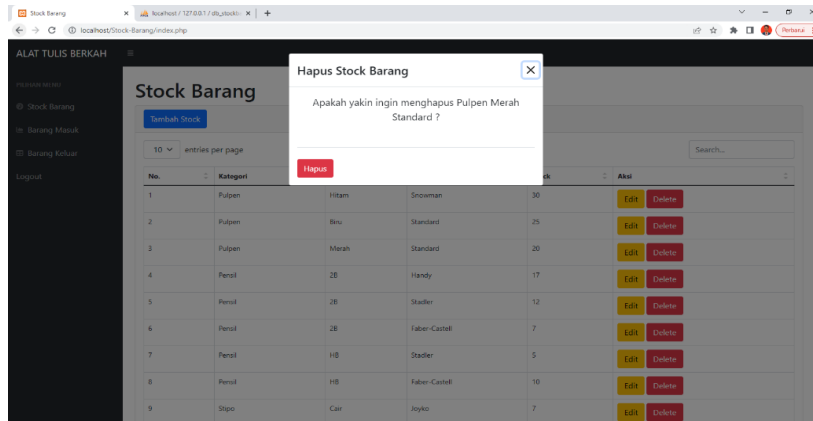 Stock Barang
localhost / 127.0.0.1 / db_stockb
localhost/Stock-Barang/index.php
Perbarui
ALAT TULIS BERKAH
Stock Barang
Barang Masuk
Barang Keluar
Logout
Stock Barang
Tambah Stock
Hapus Stock Barang
Apakah yakin ingin menghapus Pulpen Merah
Standard ?
Hapus
10 entries per page Search...
No. Kategori ck Aksi
1 Pulpen Hitam Snowman 30 Edit Delete
2 Pulpen Biru Standard 25 Edit Delete
3 Pulpen Merah Standard 20 Edit Delete
4 Pensil 2B Handy 17 Edit Delete
5 Pensil 2B Stadler 12 Edit Delete
6 Pensil 2B Faber-Castell 7 Edit Delete
7 Pensil HB Stadler 5 Edit Delete
8 Pensil HB Faber-Castell 10 Edit Delete
9 Stipo Cair Joyko 7 Edit Delete